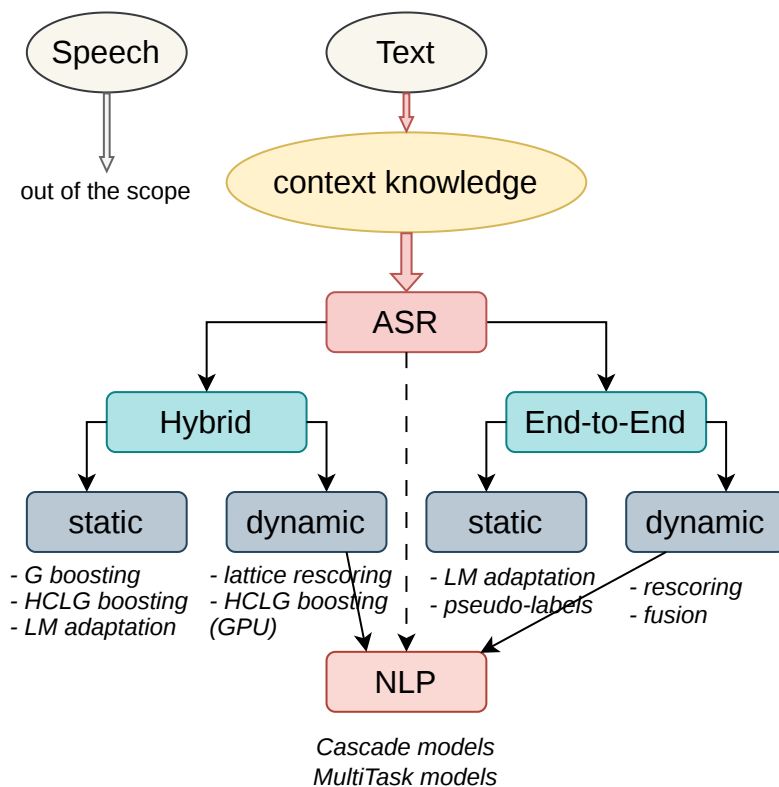 Speech
Text
out of the scope
context knowledge
ASR
Hybrid
End-to-End
static
dynamic
static
dynamic
- G boosting
- HCLG boosting
- LM adaptation
- lattice rescoring
- HCLG boosting
(GPU)
- LM adaptation
- pseudo-labels
- rescoring
- fusion
NLP
Cascade models
MultiTask models